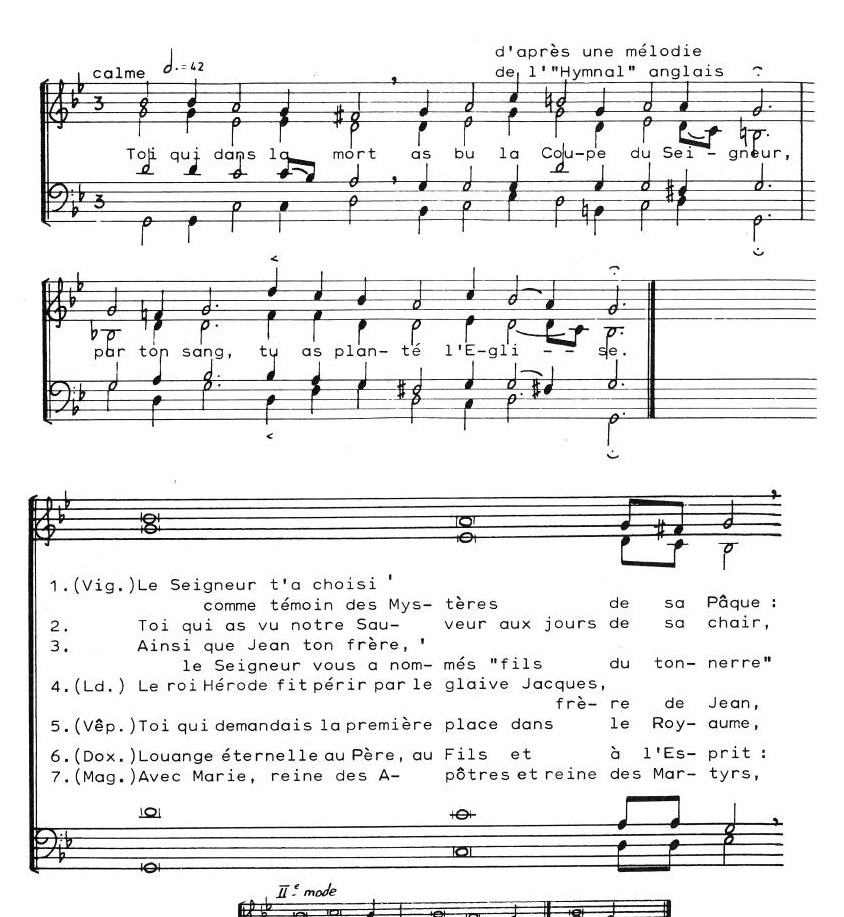 d'après une mélodie
calme 𝅗𝅥. = 42 de l'"Hymnal" anglais
3
Toi qui dans la mort as bu la Cou-pe du Sei - gneur,
3
par ton sang, tu as plan- té l'E-gli - - se.
1.(Vig.)Le Seigneur t'a choisi '
comme témoin des Mys- tères de sa Pâque :
2. Toi qui as vu notre Sau- veur aux jours de sa chair,
3. Ainsi que Jean ton frère, '
le Seigneur vous a nom- més "fils du ton- nerre"
4.(Ld.) Le roi Hérode fit périr par le glaive Jacques,
frè- re de Jean,
5.(Vêp.)Toi qui demandais la première place dans le Roy- aume,
6.(Dox.)Louange éternelle au Père, au Fils et à l'Es- prit :
7.(Mag.)Avec Marie, reine des A- pôtres et reine des Mar- tyrs,
IIe mode